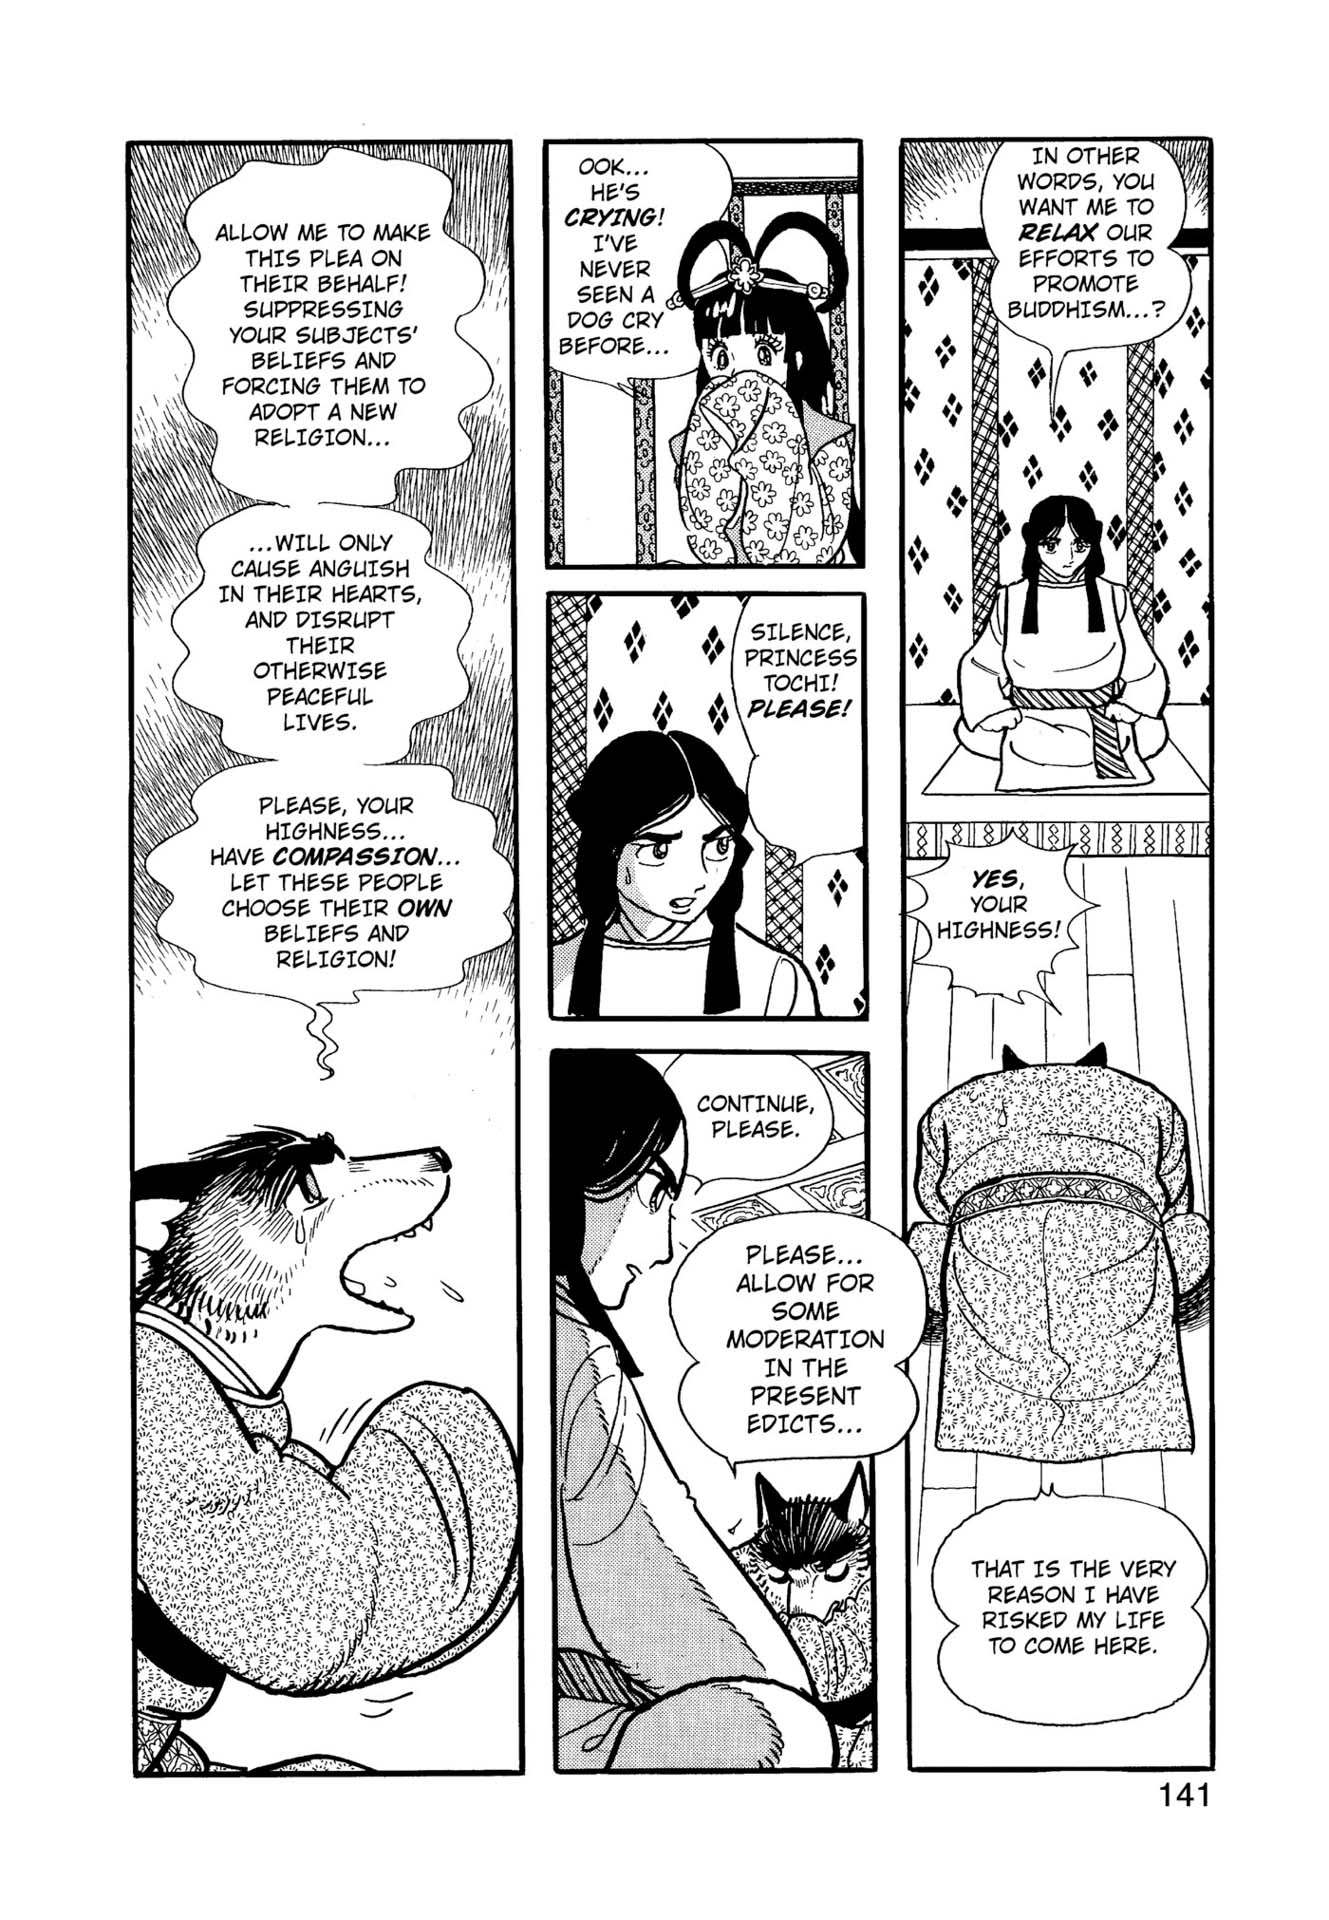 ALLOW ME TO MAKE
THIS PLEA ON
THEIR BEHALF!
SUPPRESSING
YOUR SUBJECTS'
BELIEFS AND
FORCING THEM TO
ADOPT A NEW
RELIGION...
...WILL ONLY
CAUSE ANGUISH
IN THEIR HEARTS,
AND DISRUPT
THEIR
OTHERWISE
PEACEFUL
LIVES.
PLEASE, YOUR
HIGHNESS...
HAVE COMPASSION...
LET THESE PEOPLE
CHOOSE THEIR OWN
BELIEFS AND
RELIGION!
OOK...
HE'S
CRYING!
I'VE
NEVER
SEEN A
DOG CRY
BEFORE...
SILENCE,
PRINCESS
TOCHI!
PLEASE!
CONTINUE,
PLEASE.
PLEASE...
ALLOW FOR
SOME
MODERATION
IN THE
PRESENT
EDICTS...
IN OTHER
WORDS, YOU
WANT ME TO
RELAX OUR
EFFORTS TO
PROMOTE
BUDDHISM...?
YES,
YOUR
HIGHNESS!
THAT IS THE VERY
REASON I HAVE
RISKED MY LIFE
TO COME HERE.
141